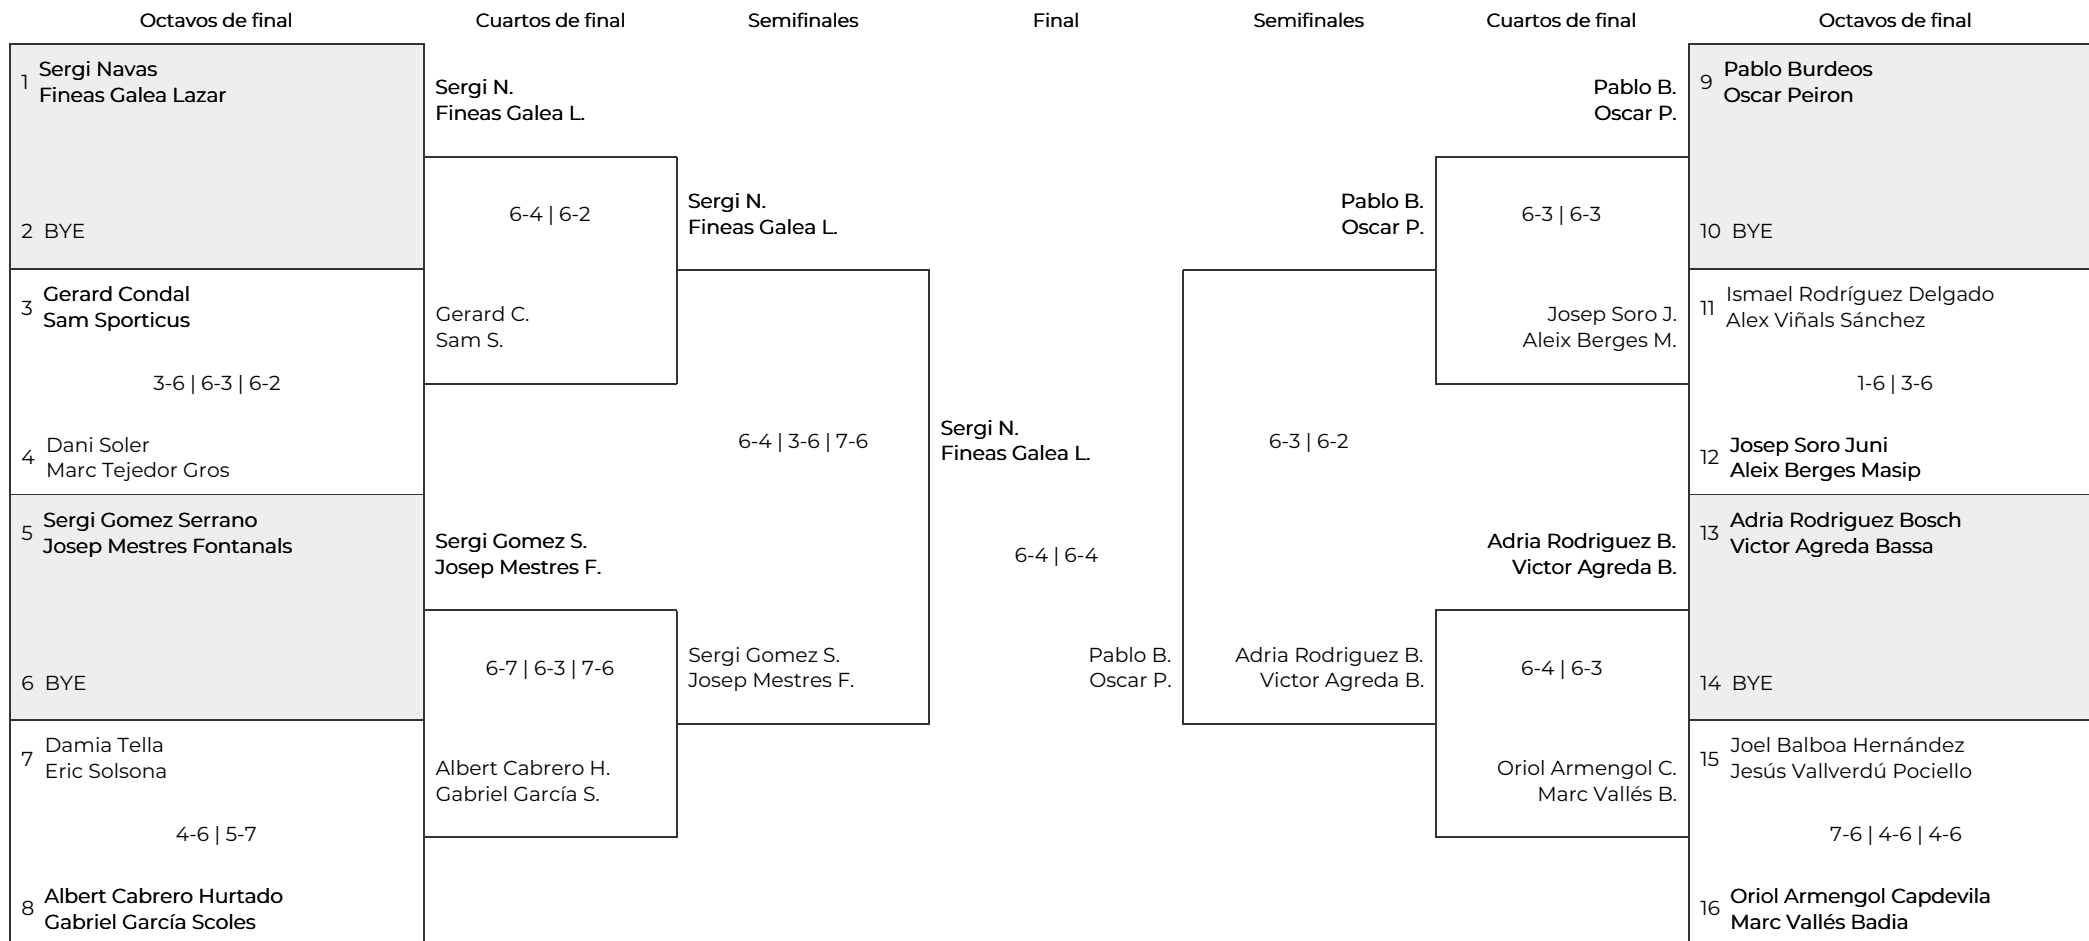 Octavos de final
Cuartos de final
Semifinales
Final
Semifinales
Cuartos de final
Octavos de final
1
Sergi Navas
Fineas Galea Lazar
2 BYE
3
Gerard Condal
Sam Sporticus
3-6 | 6-3 | 6-2
4
Dani Soler
Marc Tejedor Gros
5
Sergi Gomez Serrano
Josep Mestres Fontanals
6 BYE
7
Damia Tella
Eric Solsona
4-6 | 5-7
8
Albert Cabrero Hurtado
Gabriel García Scoles
Sergi N.
Fineas Galea L.
6-4 | 6-2
Gerard C.
Sam S.
Sergi Gomez S.
Josep Mestres F.
6-7 | 6-3 | 7-6
Albert Cabrero H.
Gabriel García S.
Sergi N.
Fineas Galea L.
6-4 | 3-6 | 7-6
Sergi Gomez S.
Josep Mestres F.
Sergi N.
Fineas Galea L.
6-4 | 6-4
Pablo B.
Oscar P.
Pablo B.
Oscar P.
6-3 | 6-2
Adria Rodriguez B.
Victor Agreda B.
Pablo B.
Oscar P.
6-3 | 6-3
Josep Soro J.
Aleix Berges M.
Adria Rodriguez B.
Victor Agreda B.
6-4 | 6-3
Oriol Armengol C.
Marc Vallés B.
9
Pablo Burdeos
Oscar Peiron
10 BYE
11
Ismael Rodríguez Delgado
Alex Viñals Sánchez
1-6 | 3-6
12
Josep Soro Juni
Aleix Berges Masip
13
Adria Rodriguez Bosch
Victor Agreda Bassa
14 BYE
15
Joel Balboa Hernández
Jesús Vallverdú Pociello
7-6 | 4-6 | 4-6
16
Oriol Armengol Capdevila
Marc Vallés Badia